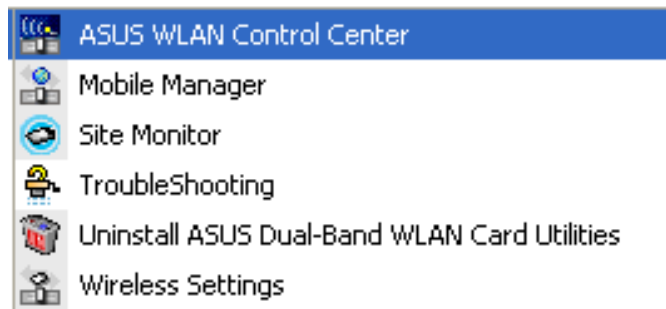 ASUS WLAN Control Center
Mobile Manager
Site Monitor
TroubleShooting
Uninstall ASUS Dual-Band WLAN Card Utilities
Wireless Settings